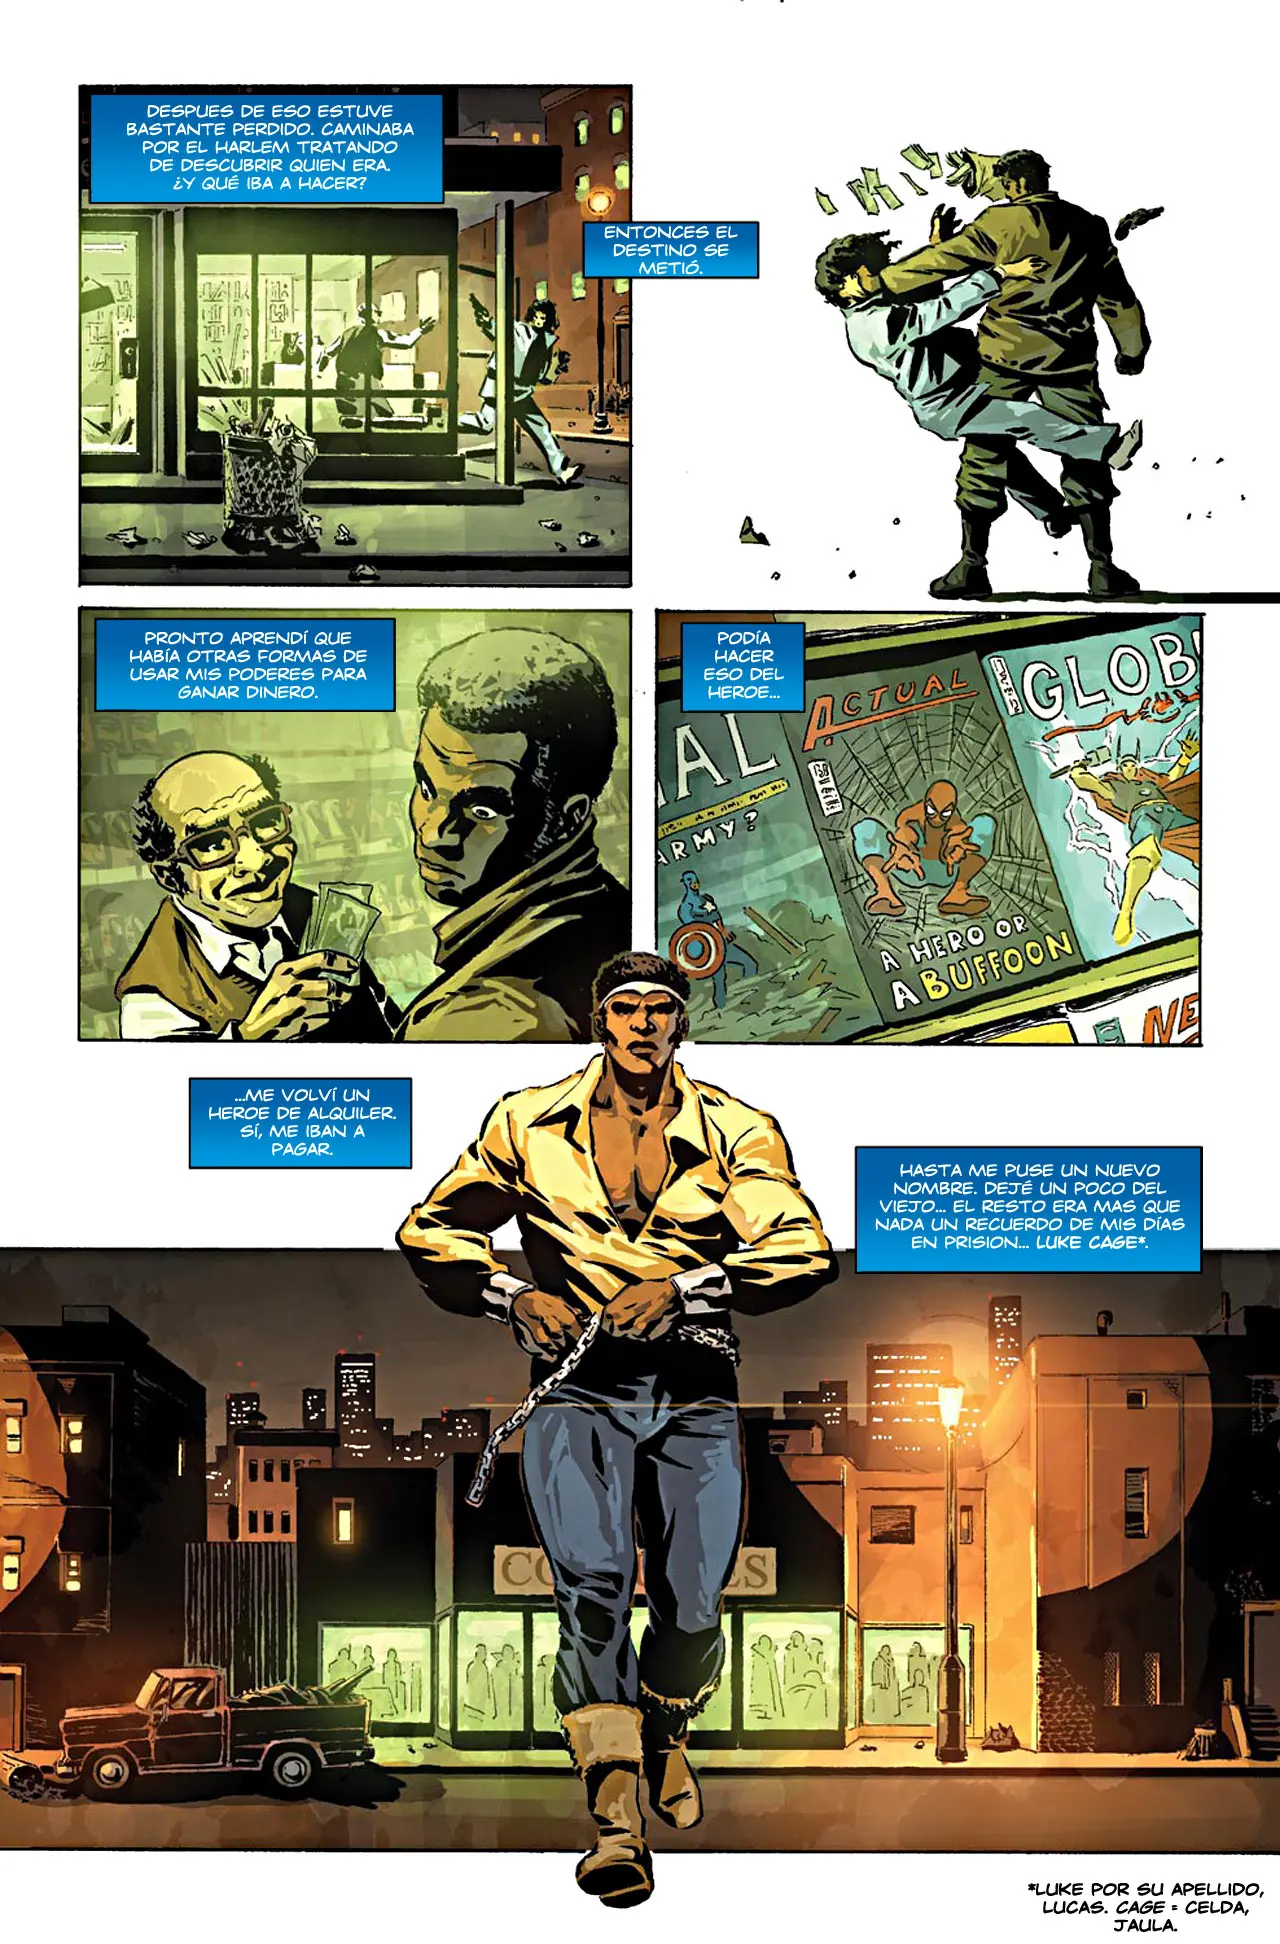 DESPUES DE ESO ESTUVE
BASTANTE PERDIDO. CAMINABA
POR EL HARLEM TRATANDO
DE DESCUBRIR QUIEN ERA.
¿Y QUÉ IBA A HACER?
ENTONCES EL
DESTINO SE
METIÓ.
PRONTO APRENDÍ QUE
HABÍA OTRAS FORMAS DE
USAR MIS PODERES PARA
GANAR DINERO.
PODÍA
HACER
ESO DEL
HEROE...
AL
ARMY?
ACTUAL
A HERO OR
A BUFFOON
GLOB
NE
...ME VOLVÍ UN
HEROE DE ALQUILER.
SÍ, ME IBAN A
PAGAR.
HASTA ME PUSE UN NUEVO
NOMBRE. DEJÉ UN POCO DEL
VIEJO... EL RESTO ERA MAS QUE
NADA UN RECUERDO DE MIS DÍAS
EN PRISION... LUKE CAGE*.
CO
LS
*LUKE POR SU APELLIDO,
LUCAS. CAGE = CELDA,
JAULA.